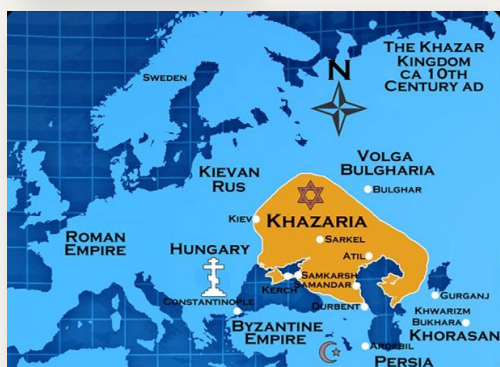 THE KHAZAR
KINGDOM
CA 10TH
CENTURY AD
N
SWEDEN
KIEVAN
RUS
VOLGA
BULGHARIA
BULGHAR
KIEV
KHAZARIA
SARKEL
ROMAN
EMPIRE
HUNGARY
ATIL
SAMKARSH
SAMANDAR
KERCH
CONSTANTINOPLE
DURBENT
GURGANJ
KHWARIZM
BUKHARA
KHORASAN
BYZANTINE
EMPIRE
ARDEBIL
PERSIA